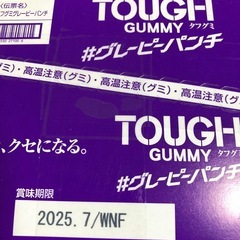 〈伝票名〉
タフグミグレーピーパンチ
TOUGH
GUMMY タフグミ
#グレーピーパンチ
・高温注意(グミ)・高温注意(グミ)・高温注意(グミ)・
TOUGH
、クセになる。
GUMMY タフグミ
#グレーピーパンチ
賞味期限
2025.7/WNF